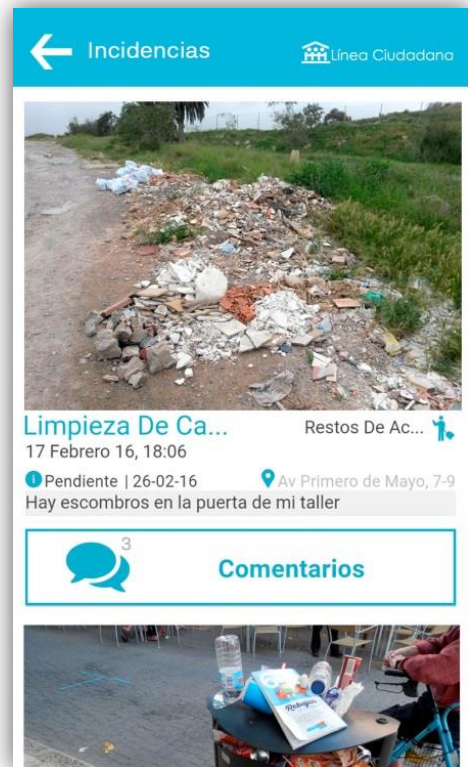 Incidencias
Línea Ciudadana
Limpieza De Ca...
Restos De Ac...
17 Febrero 16, 18:06
Pendiente | 26-02-16
Av Primero de Mayo, 7-9
Hay escombros en la puerta de mi taller
3
Comentarios
Rebajas